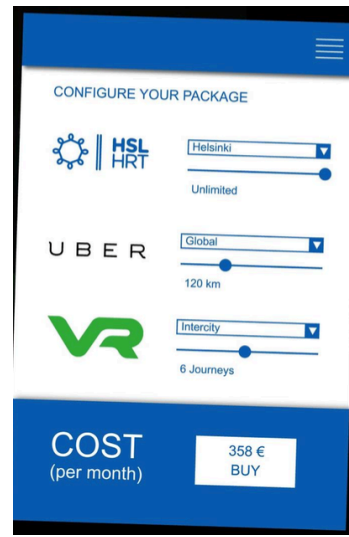 CONFIGURE YOUR PACKAGE
HSL
HRT
Helsinki
Unlimited
UBER
Global
120 km
VR
Intercity
6 Journeys
COST
(per month)
358 €
BUY